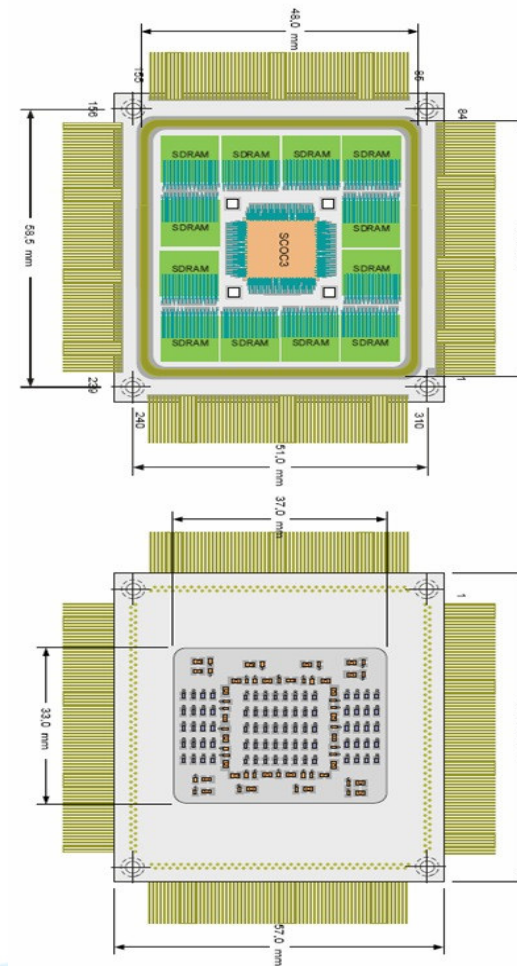 48,0 mm
155
85
156
84
SDRAM SDRAM SDRAM SDRAM
58,5 mm
SDRAM SDRAM
SCOC3
SDRAM SDRAM
SDRAM SDRAM SDRAM SDRAM
239
1
240
310
51,0 mm
37,0 mm
1
33,0 mm
57,0 mm